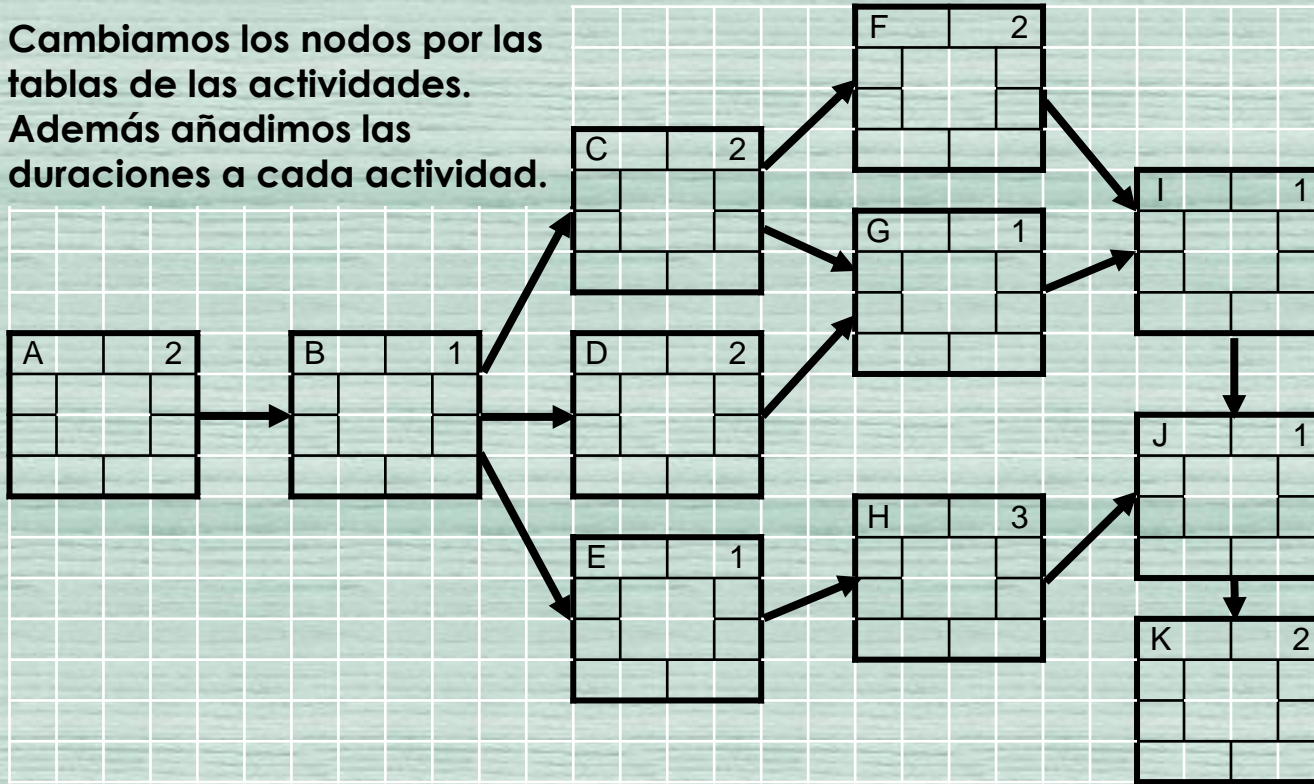 Cambiamos los nodos por las
tablas de las actividades.
Además añadimos las
duraciones a cada actividad.
F 2
C 2
I 1
G 1
A 2
B 1
D 2
J 1
H 3
E 1
K 2